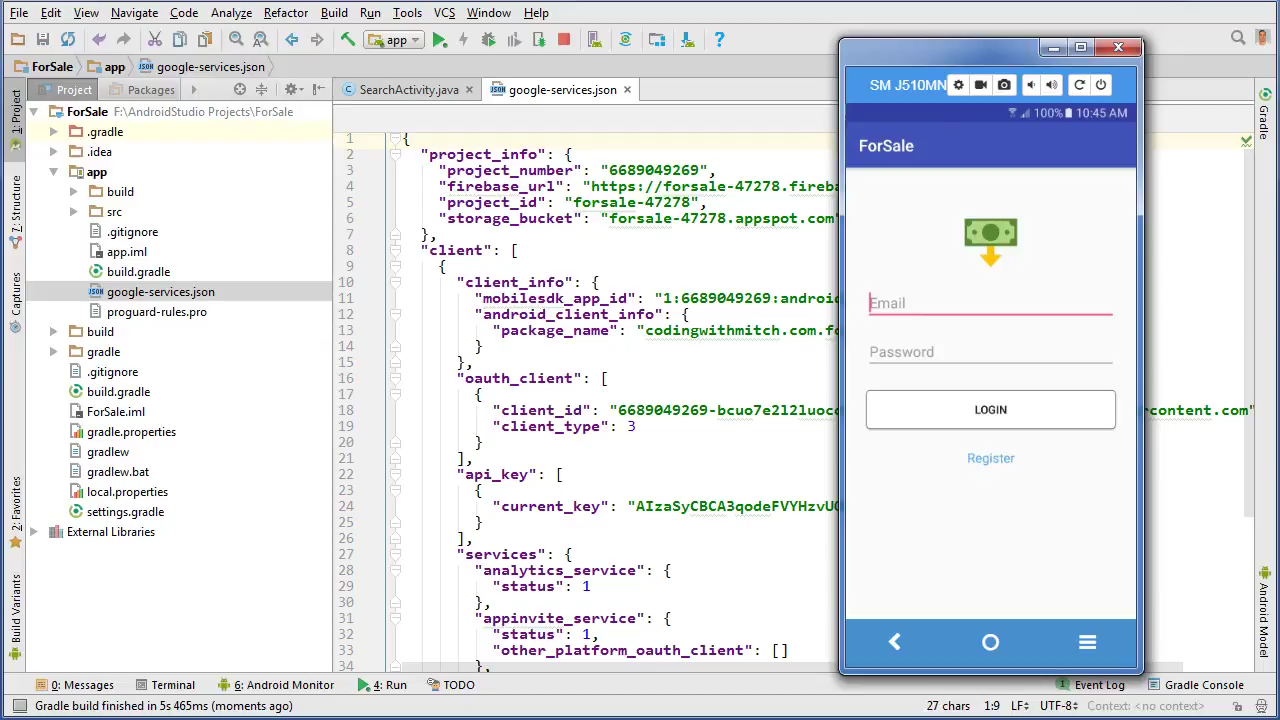 File Edit View Navigate Code Analyze Refactor Build Run Tools VCS Window Help
app
ForSale app google-services.json
Project Packages
SearchActivity.java google-services.json
1: Project
7: Structure
Captures
2: Favorites
Build Variants
ForSale F:\AndroidStudio Projects\ForSale
.gradle
.idea
app
build
src
.gitignore
app.iml
build.gradle
google-services.json
proguard-rules.pro
build
gradle
.gitignore
build.gradle
ForSale.iml
gradle.properties
gradlew
gradlew.bat
local.properties
settings.gradle
External Libraries
1 {
2 "project_info": {
3 "project_number": "6689049269",
4 "firebase_url": "https://forsale-47278.fireba
5 "project_id": "forsale-47278",
6 "storage_bucket": "forsale-47278.appspot.com"
7 },
8 "client": [
9 {
10 "client_info": {
11 "mobilesdk_app_id": "1:6689049269:android
12 "android_client_info": {
13 "package_name": "codingwithmitch.com.fo
14 }
15 },
16 "oauth_client": [
17 {
18 "client_id": "6689049269-bcuo7e2l2luocc rcontent.com"
19 "client_type": 3
20 }
21 ],
22 "api_key": [
23 {
24 "current_key": "AIzaSyCBCA3qodeFVYHzvUG
25 }
26 ],
27 "services": {
28 "analytics_service": {
29 "status": 1
30 },
31 "appinvite_service": {
32 "status": 1,
33 "other_platform_oauth_client": []
34 },
SM J510MN
100% 10:45 AM
ForSale
Email
Password
LOGIN
Register
Gradle
Android Model
0: Messages Terminal 6: Android Monitor 4: Run TODO Event Log Gradle Console
1
Gradle build finished in 5s 465ms (moments ago) 27 chars 1:9 LF÷ UTF-8÷ Context: <no context>